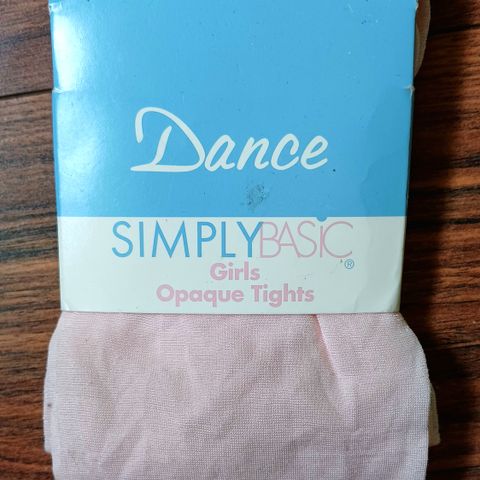 Dance
SIMPLYBASIC®
Girls
Opaque Tights